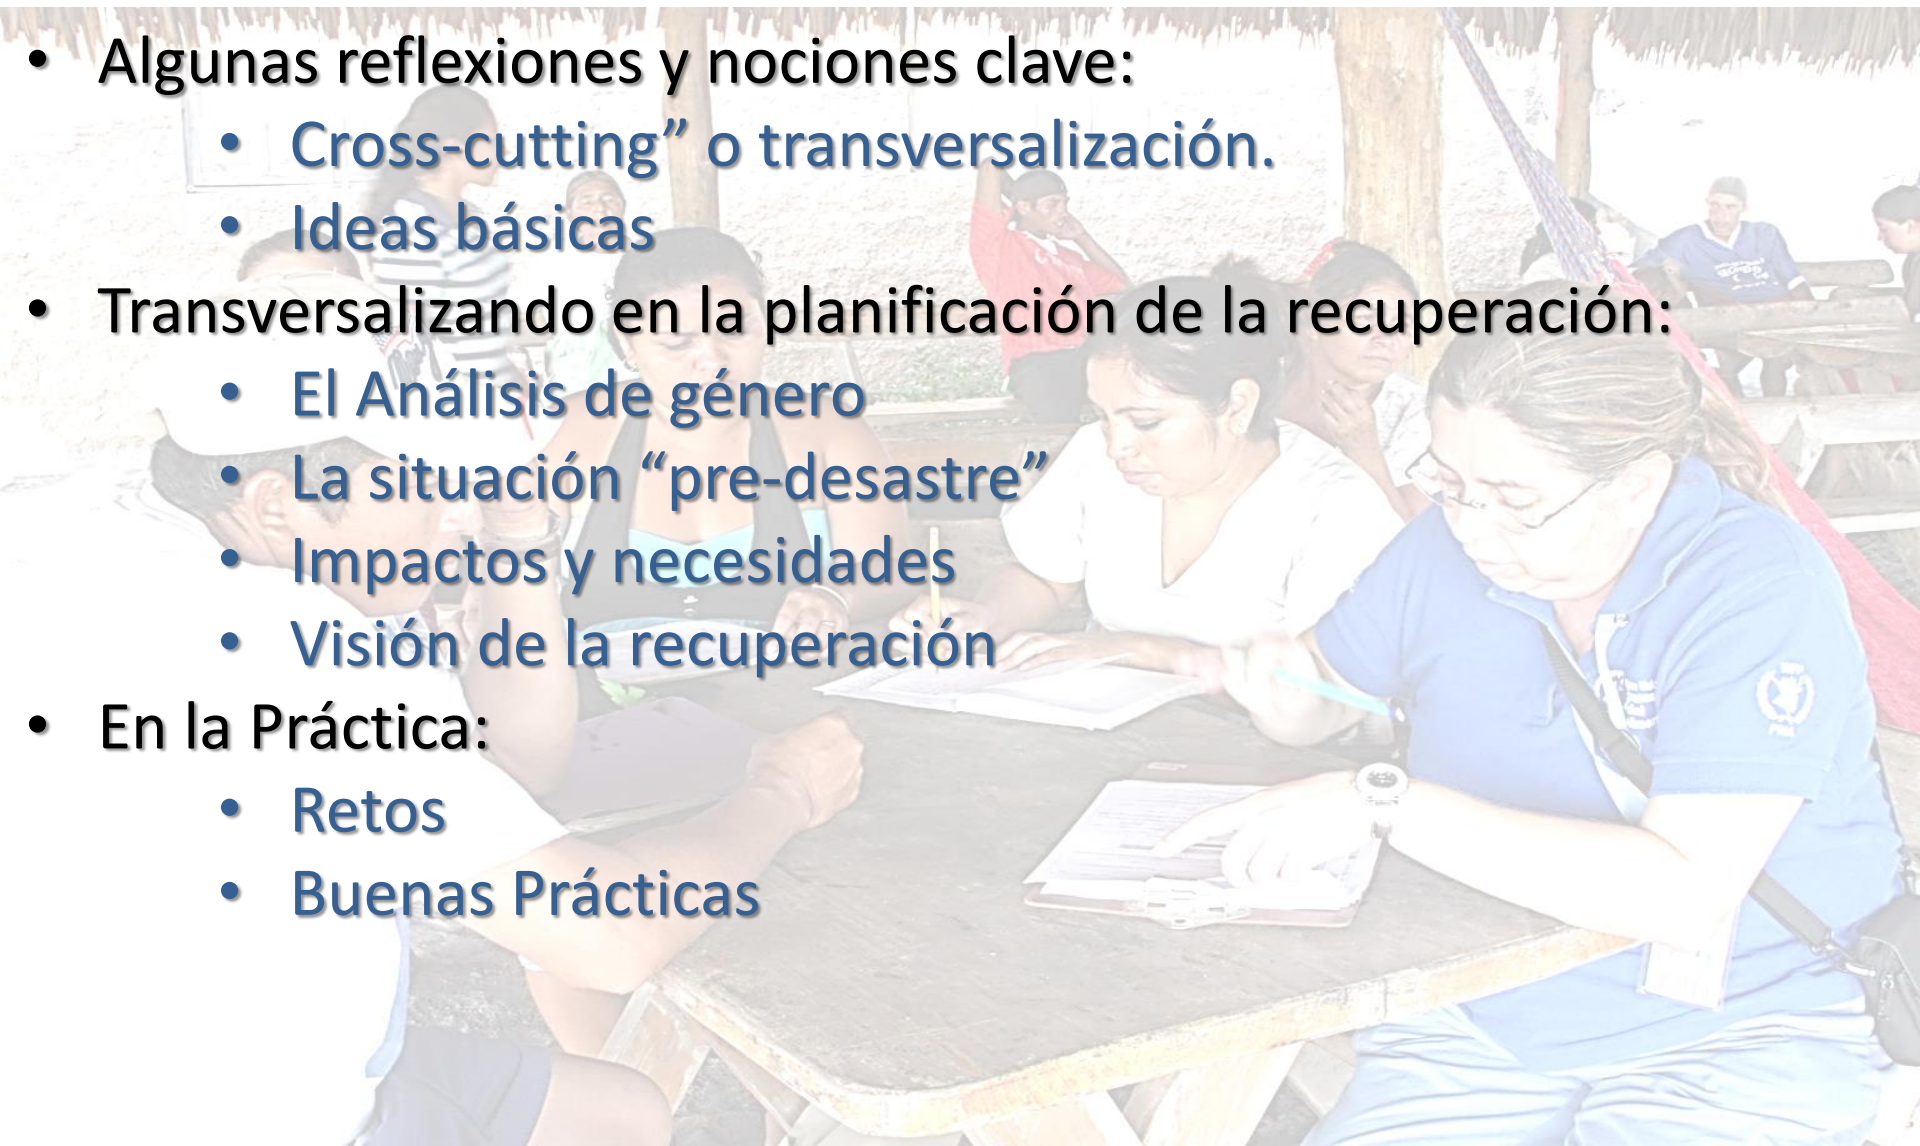 • Algunas reflexiones y nociones clave:
• Cross-cutting” o transversalización.
• Ideas básicas
• Transversalizando en la planificación de la recuperación:
• El Análisis de género
• La situación “pre-desastre”
• Impactos y necesidades
• Visión de la recuperación
• En la Práctica:
• Retos
• Buenas Prácticas